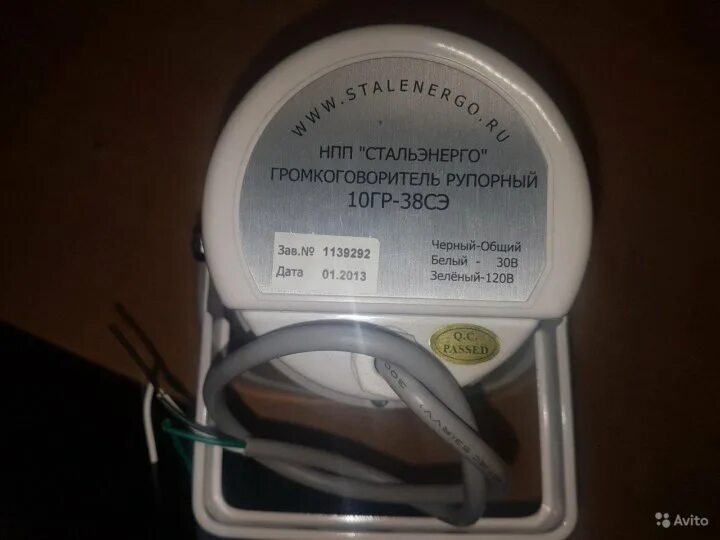 WWW.STALENERGO.RU
НПП "СТАЛЬЭНЕРГО"
ГРОМКОГОВОРИТЕЛЬ РУПОРНЫЙ
10ГР-38СЭ
Зав.№ 1139292
Дата 01.2013
Черный-Общий
Белый - 30В
Зелёный-120В
Q.C.
PASSED
300
Avito